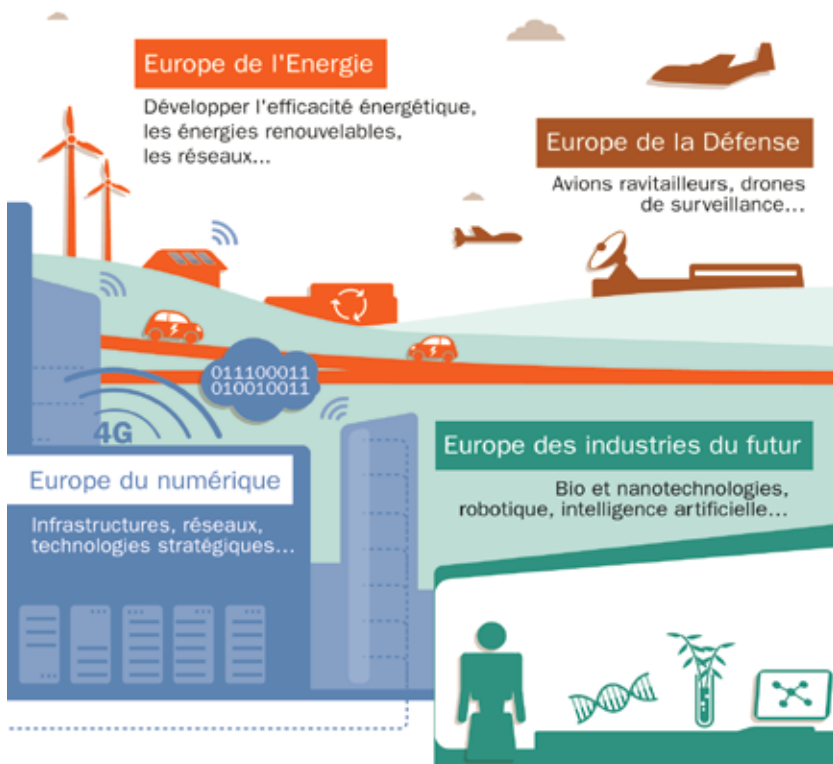 Europe de l'Energie
Développer l'efficacité énergétique,
les énergies renouvelables,
les réseaux...
Europe de la Défense
Avions ravitailleurs, drones
de surveillance...
011100011
010010011
4G
Europe du numérique
Infrastructures, réseaux,
technologies stratégiques...
Europe des industries du futur
Bio et nanotechnologies,
robotique, intelligence artificielle...